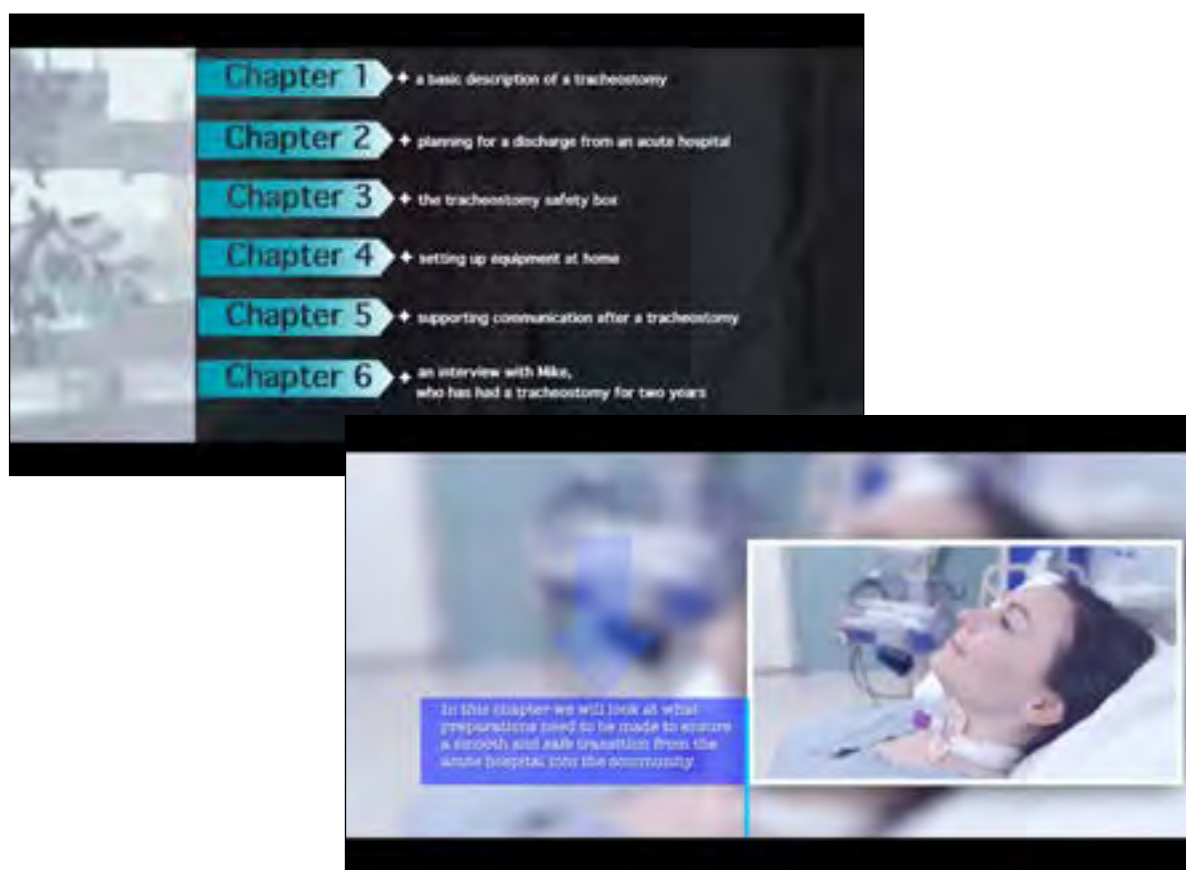 Chapter 1
a basic description of a tracheostomy
Chapter 2
planning for a discharge from an acute hospital
Chapter 3
the tracheostomy safety box
Chapter 4
setting up equipment at home
Chapter 5
supporting communication after a tracheostomy
Chapter 6
an interview with Mike,
who has had a tracheostomy for two years
In this chapter we will look at what
preparations need to be made to ensure
a smooth and safe transition from the
acute hospital into the community.